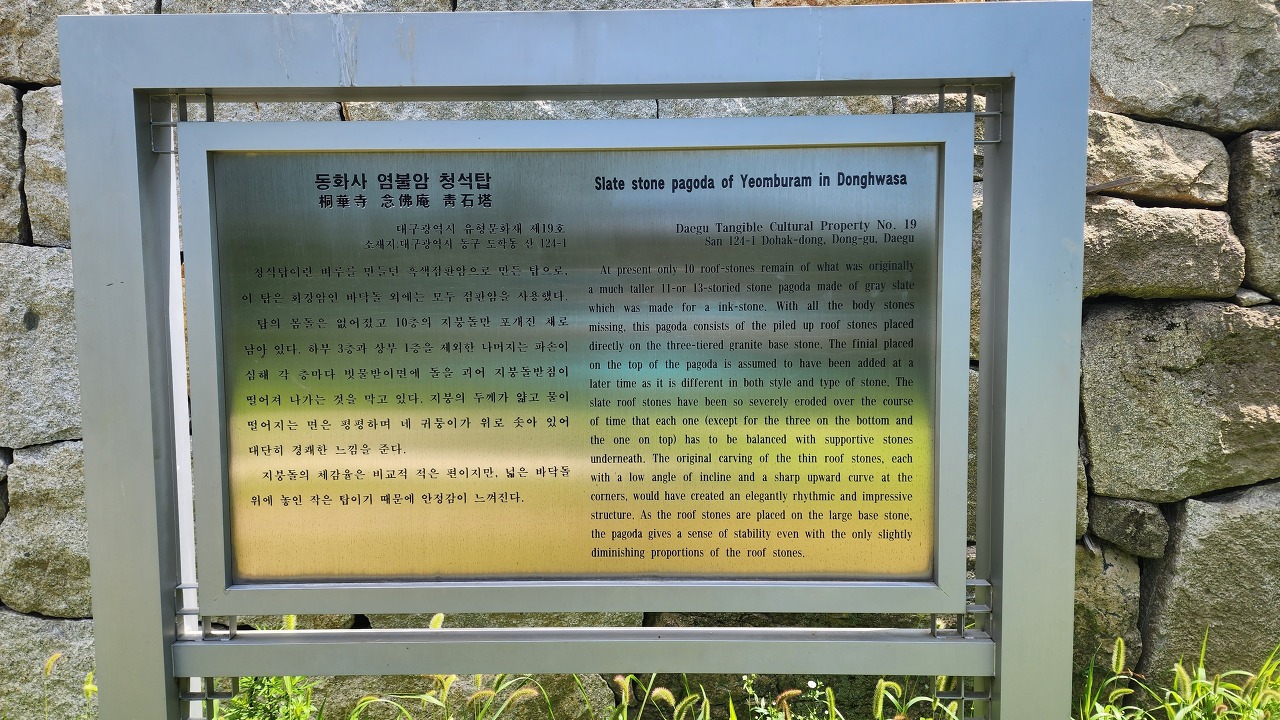 동화사 염불암 청석탑
桐華寺 念佛庵 靑石塔
대구광역시 유형문화재 제19호
소재지:대구광역시 동구 도학동 산 124-1
청석탑이란 벼루를 만들던 흑색점판암으로 만든 탑으로,
이 탑은 화강암인 바닥돌 외에는 모두 점판암을 사용했다.
탑의 몸돌은 없어졌고 10층의 지붕돌만 포개진 채로
남아 있다. 하부 3층과 상부 1층을 제외한 나머지는 파손이
심해 각 층마다 빗물받이면에 돌을 괴어 지붕돌받침이
떨어져 나가는 것을 막고 있다. 지붕의 두께가 얇고 물이
떨어지는 면은 평평하며 네 귀퉁이가 위로 솟아 있어
대단히 경쾌한 느낌을 준다.
지붕돌의 체감율은 비교적 적은 편이지만, 넓은 바닥돌
위에 놓인 작은 탑이기 때문에 안정감이 느껴진다.
Slate stone pagoda of Yeomburam in Donghwasa
Daegu Tangible Cultural Property No. 19
San 124-1 Dohak-dong, Dong-gu, Daegu
At present only 10 roof-stones remain of what was originally
a much taller 11-or 13-storied stone pagoda made of gray slate
which was made for a ink-stone. With all the body stones
missing, this pagoda consists of the piled up roof stones placed
directly on the three-tiered granite base stone. The finial placed
on the top of the pagoda is assumed to have been added at a
later time as it is different in both style and type of stone. The
slate roof stones have been so severely eroded over the course
of time that each one (except for the three on the bottom and
the one on top) has to be balanced with supportive stones
underneath. The original carving of the thin roof stones, each
with a low angle of incline and a sharp upward curve at the
corners, would have created an elegantly rhythmic and impressive
structure. As the roof stones are placed on the large base stone,
the pagoda gives a sense of stability even with the only slightly
diminishing proportions of the roof stones.